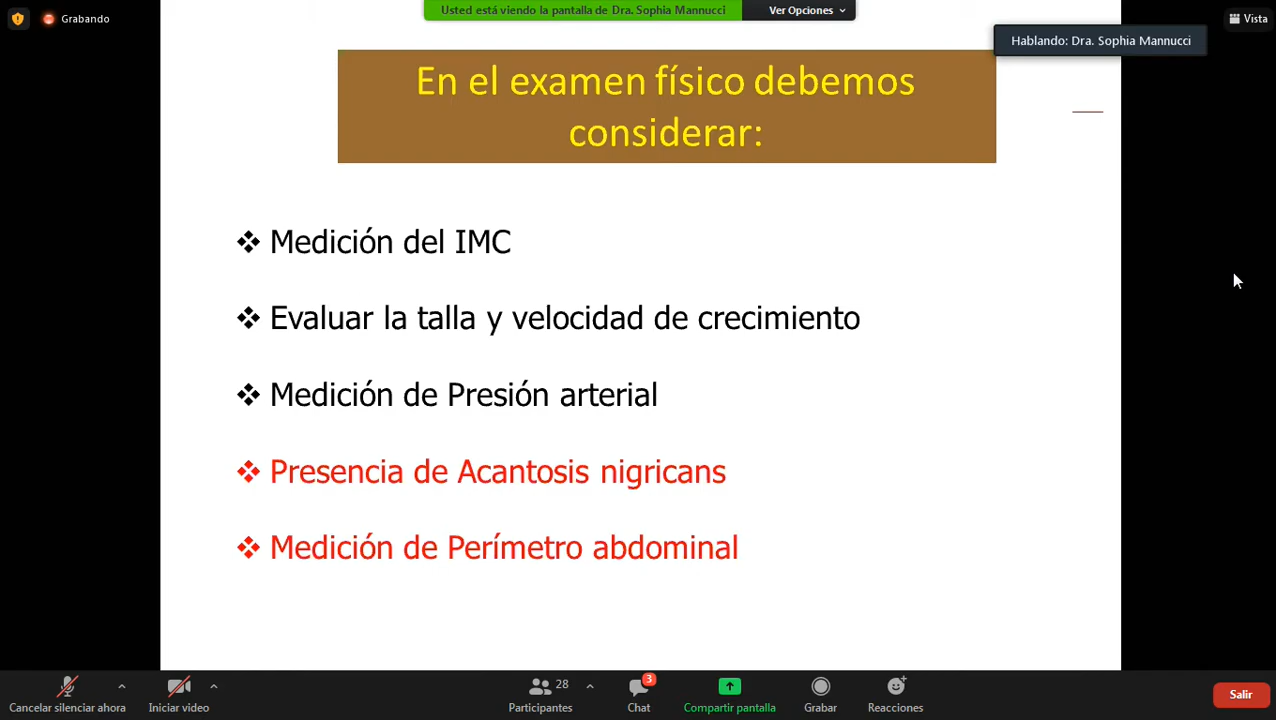 Grabando
Usted está viendo la pantalla de Dra. Sophia Mannucci
Ver Opciones
Vista
Hablando: Dra. Sophia Mannucci
En el examen físico debemos
considerar:
Medición del IMC
Evaluar la talla y velocidad de crecimiento
Medición de Presión arterial
Presencia de Acantosis nigricans
Medición de Perímetro abdominal
Cancelar silenciar ahora
Iniciar video
28
Participantes
3
Chat
Compartir pantalla
Grabar
Reacciones
Salir